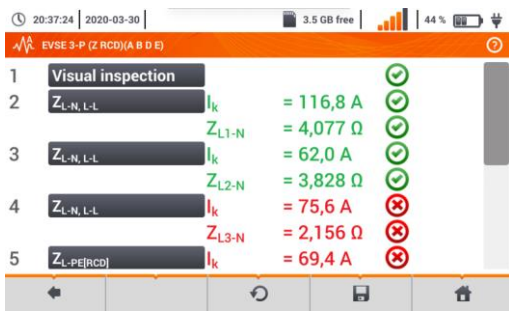 20:37:24 2020-03-30 3.5 GB free 44 %
EVSE 3-P (Z RCD)(A B D E)
1 Visual inspection
2 ZL-N, L-L Ik = 116,8 A
ZL1-N = 4,077 Ω
3 ZL-N, L-L Ik = 62,0 A
ZL2-N = 3,828 Ω
4 ZL-N, L-L Ik = 75,6 A
ZL3-N = 2,156 Ω
5 ZL-PE[RCD] Ik = 69,4 A